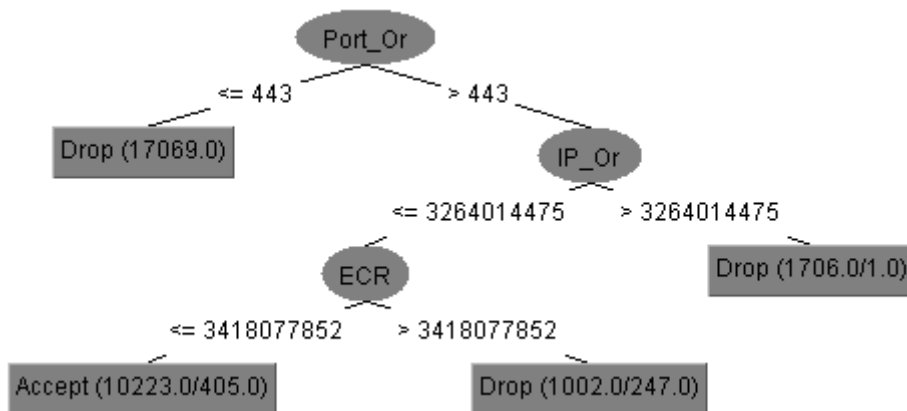 Port_Or
<= 443
> 443
Drop (17069.0)
IP_Or
<= 3264014475
> 3264014475
ECR
Drop (1706.0/1.0)
<= 3418077852
> 3418077852
Accept (10223.0/405.0)
Drop (1002.0/247.0)